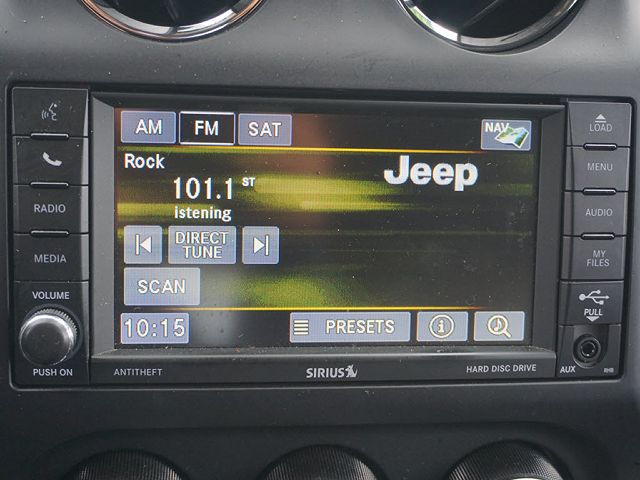 AM FM SAT NAV
Rock
101.1 ST
istening
Jeep
DIRECT
TUNE
SCAN
10:15 PRESETS
RADIO
MEDIA
VOLUME
PUSH ON
LOAD
MENU
AUDIO
MY
FILES
PULL
AUX RHB
ANTITHEFT SIRIUS HARD DISC DRIVE